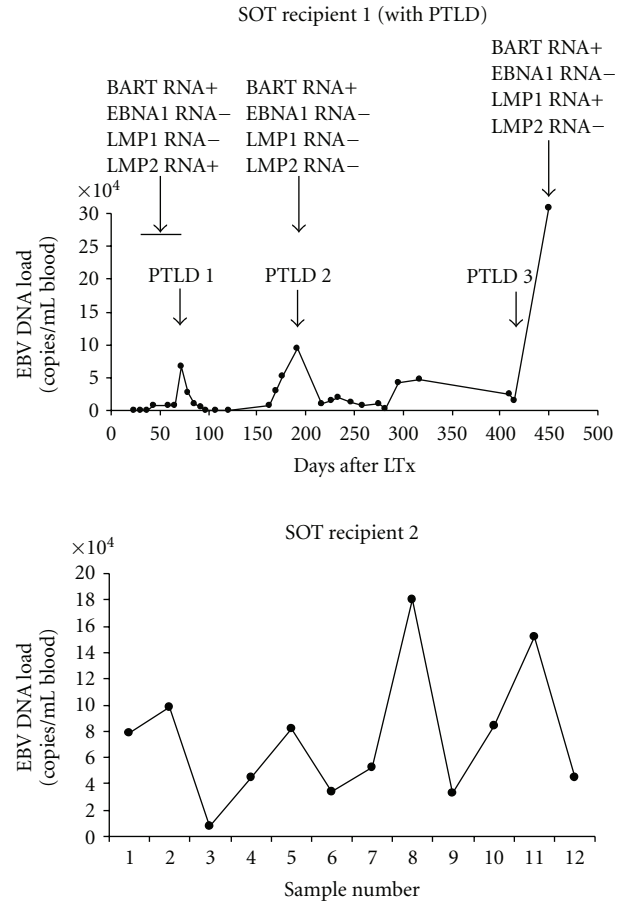 SOT recipient 1 (with PTLD)
BART RNA+
EBNA1 RNA−
LMP1 RNA−
LMP2 RNA+
BART RNA+
EBNA1 RNA−
LMP1 RNA−
LMP2 RNA−
BART RNA+
EBNA1 RNA−
LMP1 RNA+
LMP2 RNA−
×10⁴
30
25
20
15
10
5
0
EBV DNA load
(copies/mL blood)
PTLD 1
PTLD 2
PTLD 3
0 50 100 150 200 250 300 350 400 450 500
Days after LTx
SOT recipient 2
×10⁴
20
18
16
14
12
10
8
6
4
2
0
EBV DNA load
(copies/mL blood)
1 2 3 4 5 6 7 8 9 10 11 12
Sample number